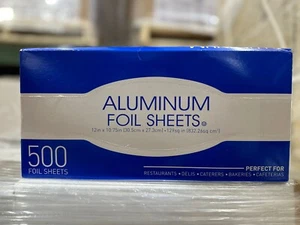 ALUMINUM
FOIL SHEETS
500
FOIL SHEETS
PERFECT FOR
RESTAURANTS • DELIS • CATERERS • BAKERIES • CAFETERIAS